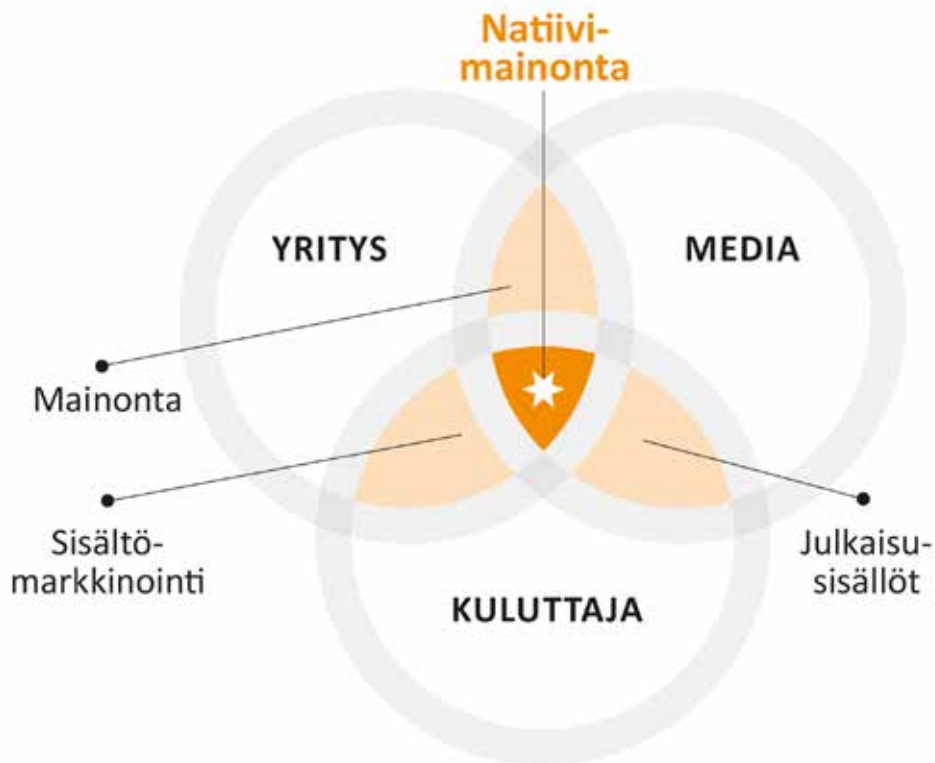 Natiivi-
mainonta
YRITYS
MEDIA
Mainonta
Sisältö-
markkinointi
Julkaisu-
sisällöt
KULUTTAJA